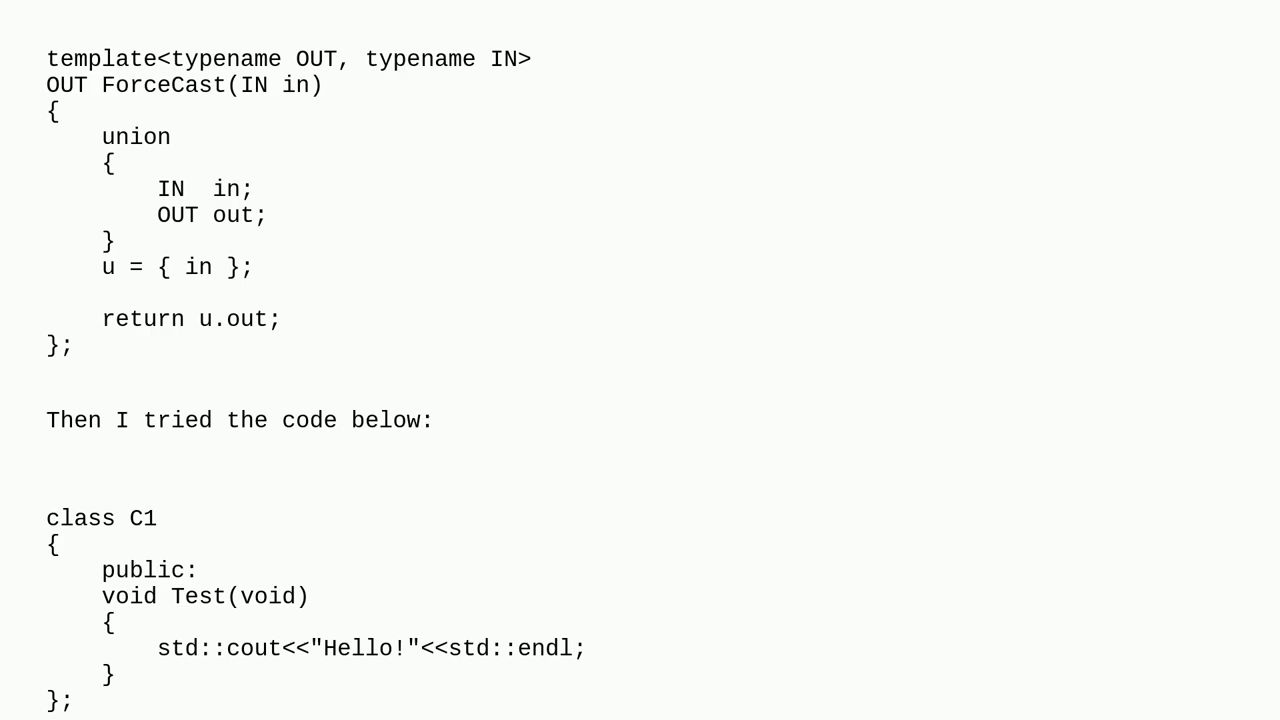 template<typename OUT, typename IN>
OUT ForceCast(IN in)
{
    union
    {
        IN  in;
        OUT out;
    }
    u = { in };

    return u.out;
};

Then I tried the code below:

class C1
{
    public:
    void Test(void)
    {
        std::cout<<"Hello!"<<std::endl;
    }
};